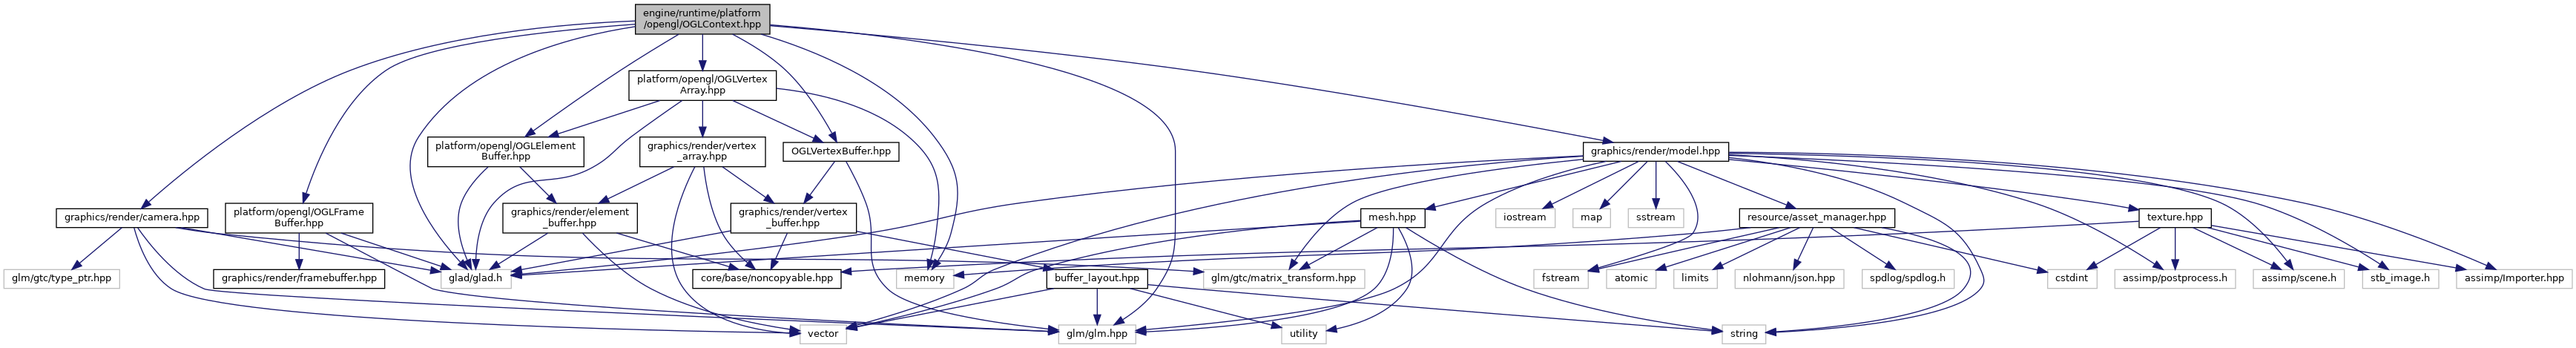 engine/runtime/platform
/opengl/OGLContext.hpp
platform/opengl/OGLVertex
Array.hpp
platform/opengl/OGLElement
Buffer.hpp
graphics/render/vertex
_array.hpp
OGLVertexBuffer.hpp
graphics/render/model.hpp
graphics/render/camera.hpp
platform/opengl/OGLFrame
Buffer.hpp
graphics/render/element
_buffer.hpp
graphics/render/vertex
_buffer.hpp
mesh.hpp
iostream
map
sstream
resource/asset_manager.hpp
texture.hpp
glm/gtc/type_ptr.hpp
graphics/render/framebuffer.hpp
glad/glad.h
core/base/noncopyable.hpp
memory
buffer_layout.hpp
glm/gtc/matrix_transform.hpp
fstream
atomic
limits
nlohmann/json.hpp
spdlog/spdlog.h
cstdint
assimp/postprocess.h
assimp/scene.h
stb_image.h
assimp/Importer.hpp
vector
glm/glm.hpp
utility
string